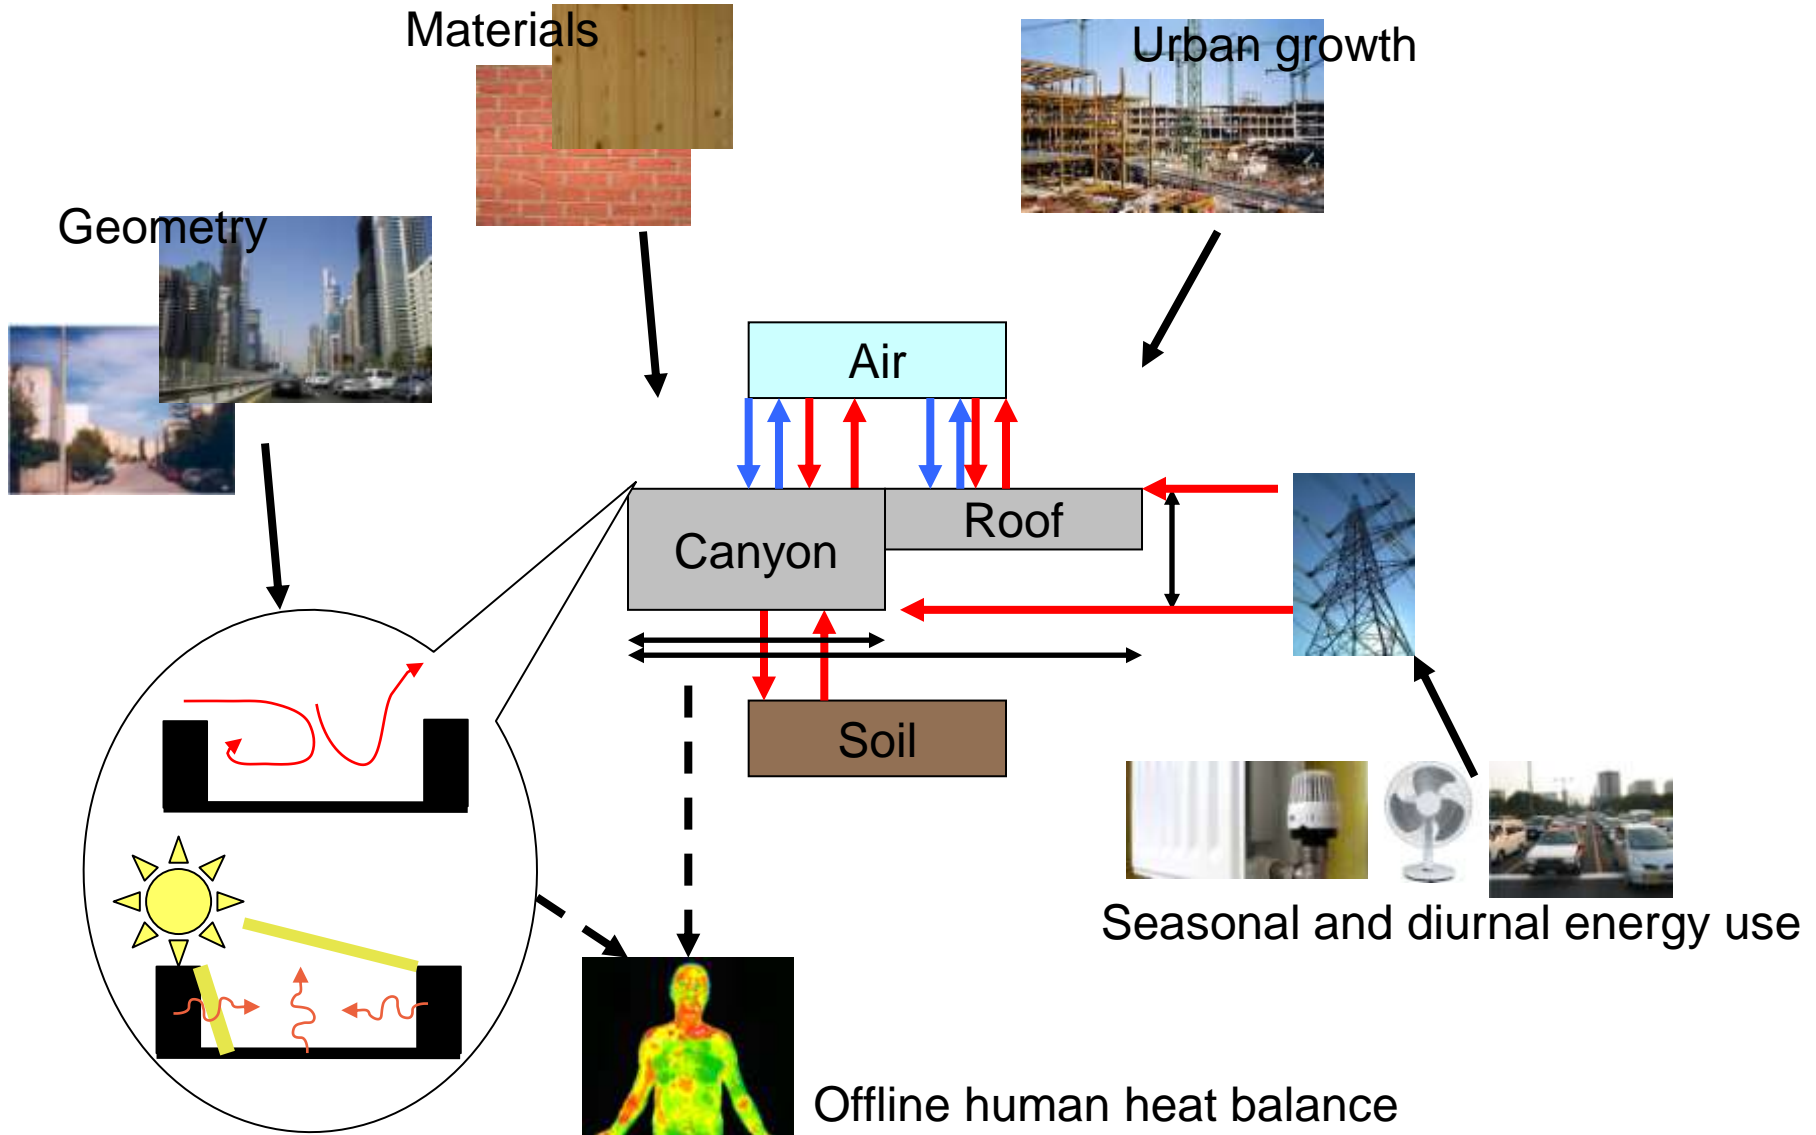 Materials
Urban growth
Geometry
Air
Roof
Canyon
Soil
Seasonal and diurnal energy use
Offline human heat balance